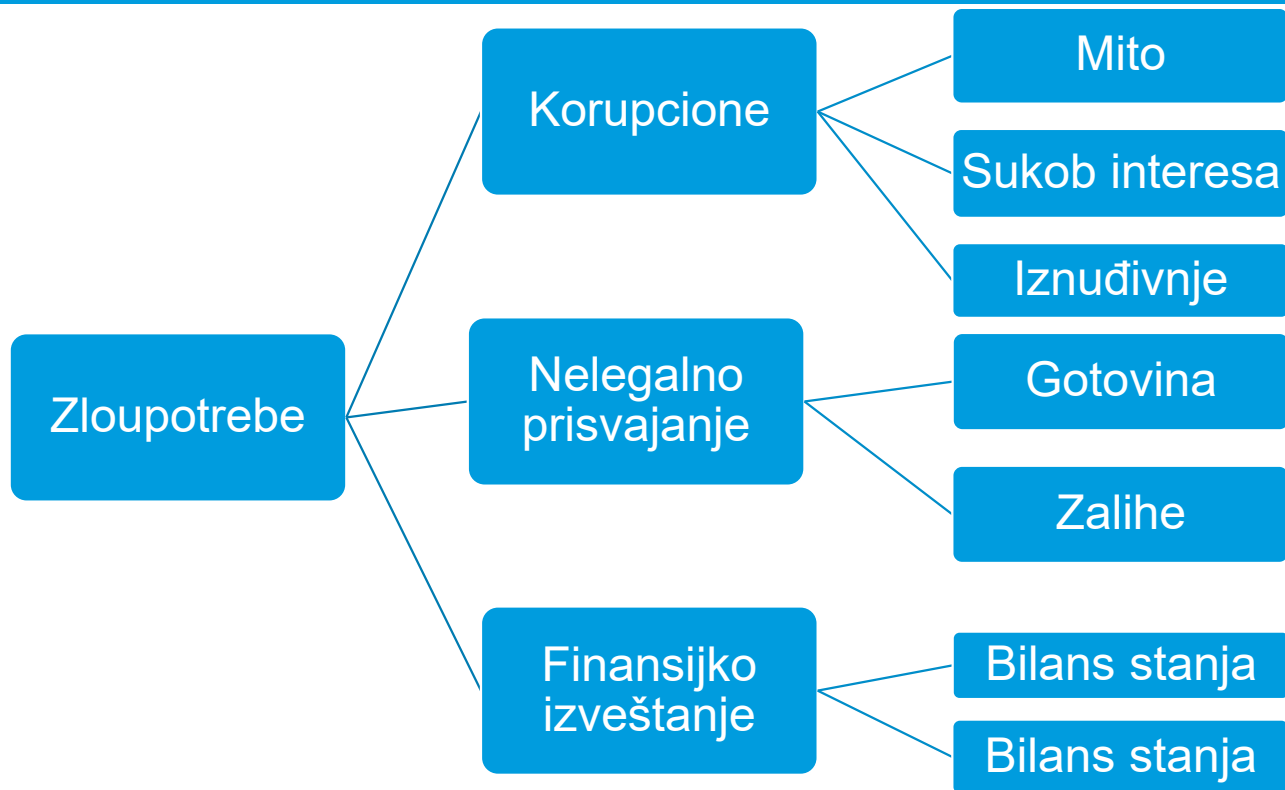 Zloupotrebe
Korupcione
Mito
Sukob interesa
Iznuđivnje
Nelegalno
prisvajanje
Gotovina
Zalihe
Finansijko
izveštanje
Bilans stanja
Bilans stanja